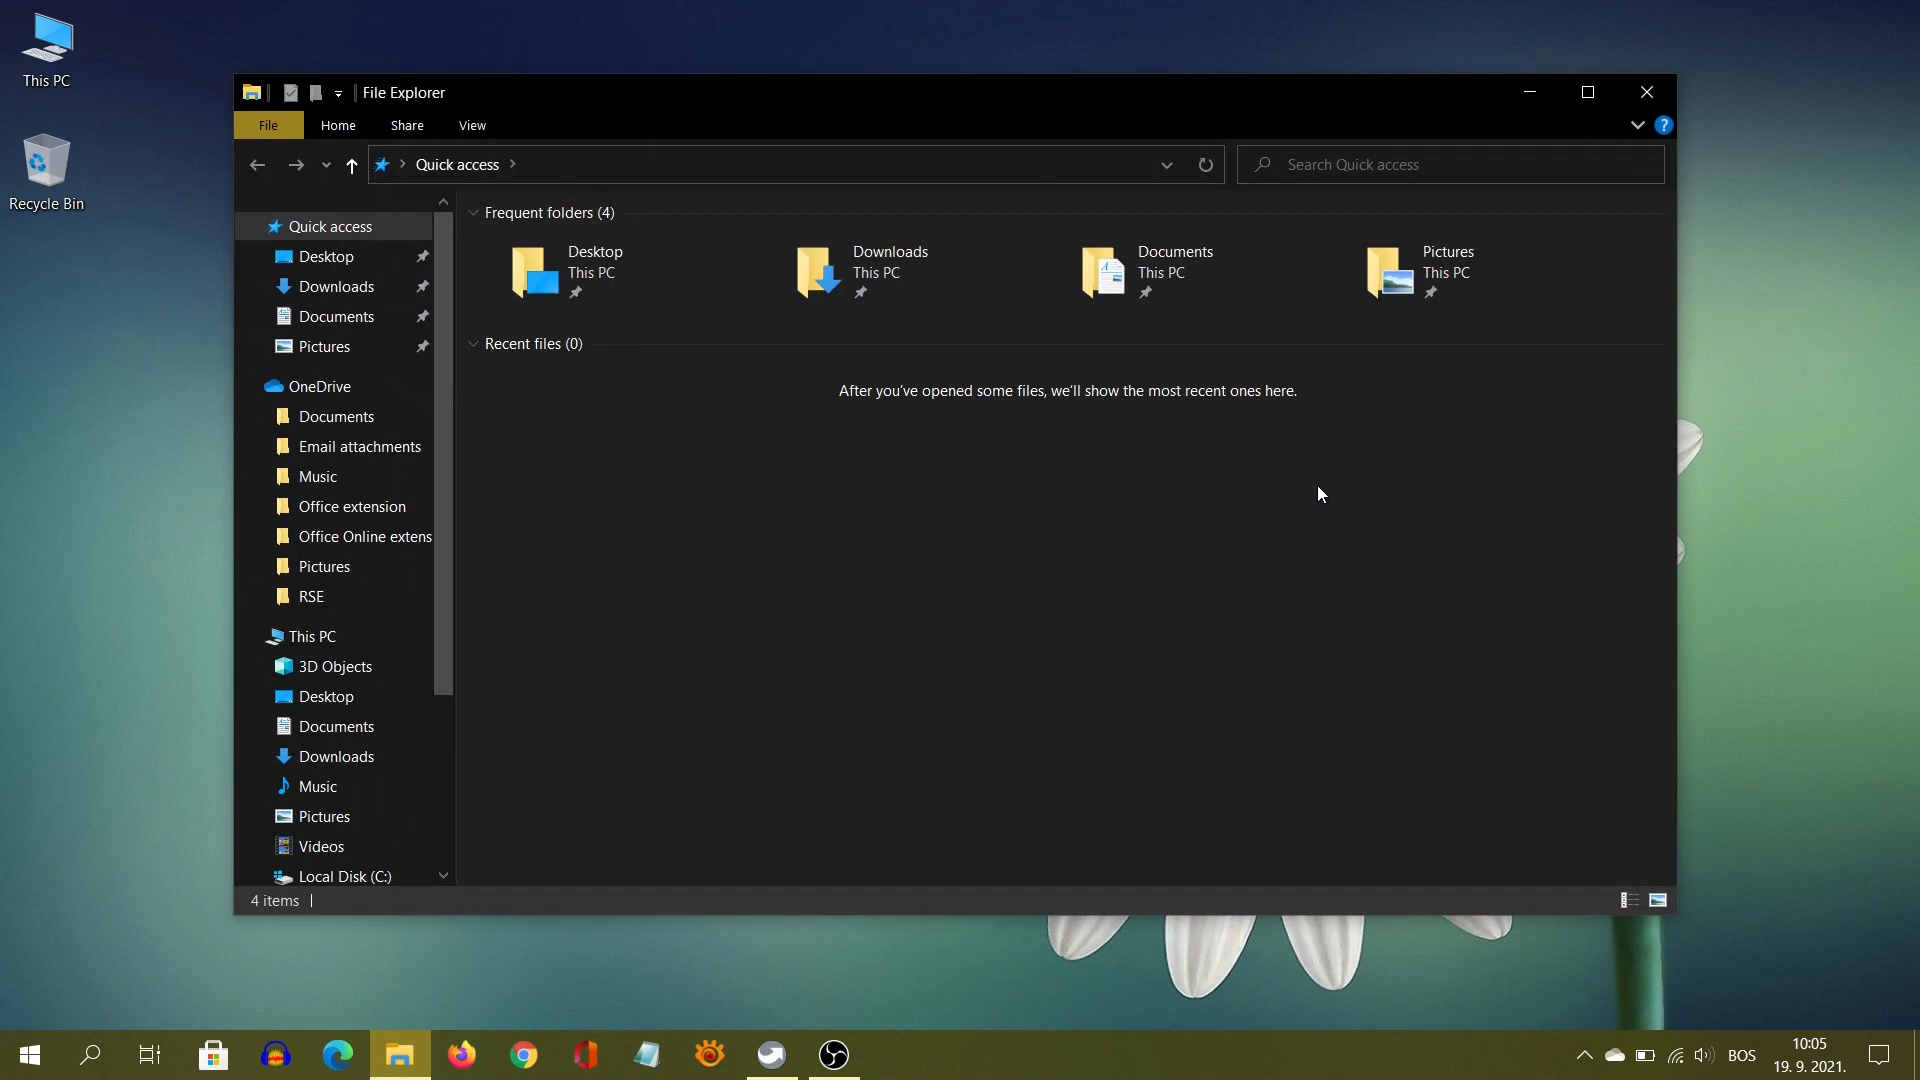 This PC
Recycle Bin
File Explorer
File
Home
Share
View
?
Quick access
Search Quick access
Quick access
Desktop
Downloads
Documents
Pictures
OneDrive
Documents
Email attachments
Music
Office extension
Office Online extens
Pictures
RSE
This PC
3D Objects
Desktop
Documents
Downloads
Music
Pictures
Videos
Local Disk (C:)
Frequent folders (4)
Desktop
This PC
Downloads
This PC
Documents
This PC
Pictures
This PC
Recent files (0)
After you've opened some files, we'll show the most recent ones here.
4 items
BOS
10:05
19. 9. 2021.